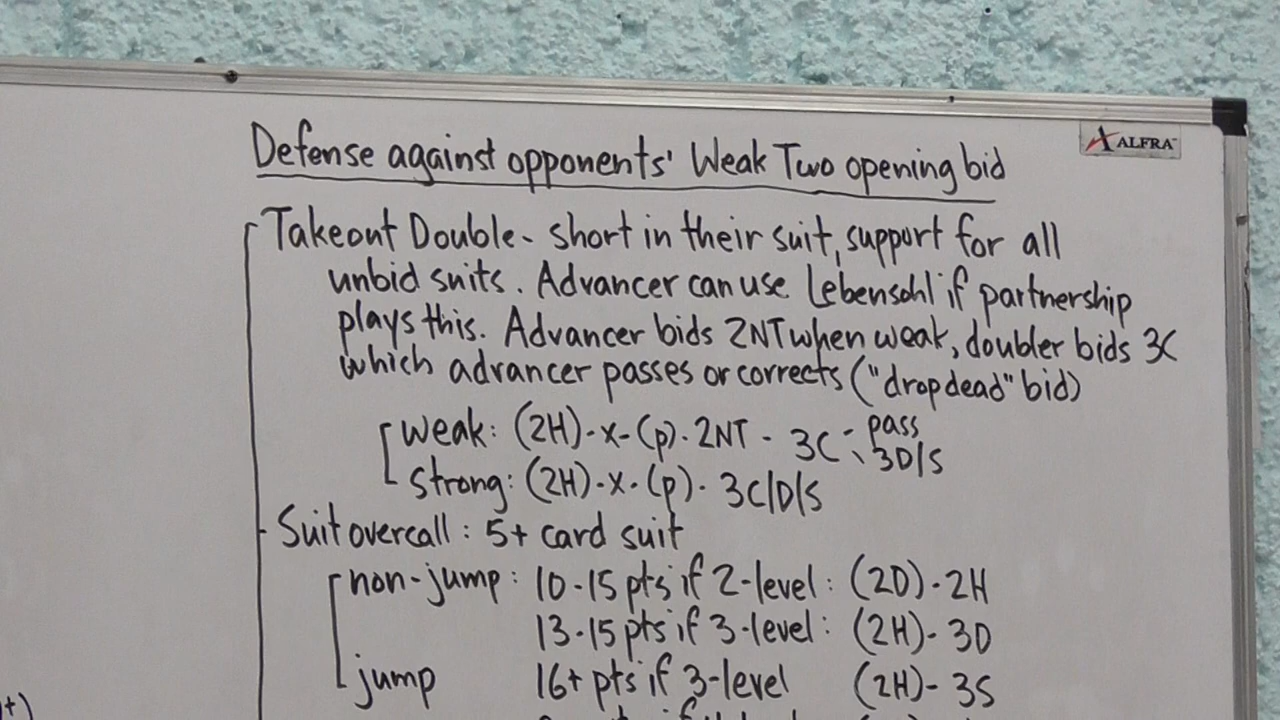 ALFRA™
Defense against opponents' Weak Two opening bid
Takeout Double - short in their suit, support for all
unbid suits. Advancer can use Lebensohl if partnership
plays this. Advancer bids 2NT when weak, doubler bids 3C
which advancer passes or corrects ("drop dead" bid)
weak: (2H)-x-(p)-2NT - 3C - pass
3D/S
strong: (2H)-x-(p)- 3C/D/S
Suit overcall: 5+ card suit
non-jump: 10-15 pts if 2-level: (2D)-2H
13-15 pts if 3-level: (2H)-3D
jump 16+ pts if 3-level (2H)-3S
+)